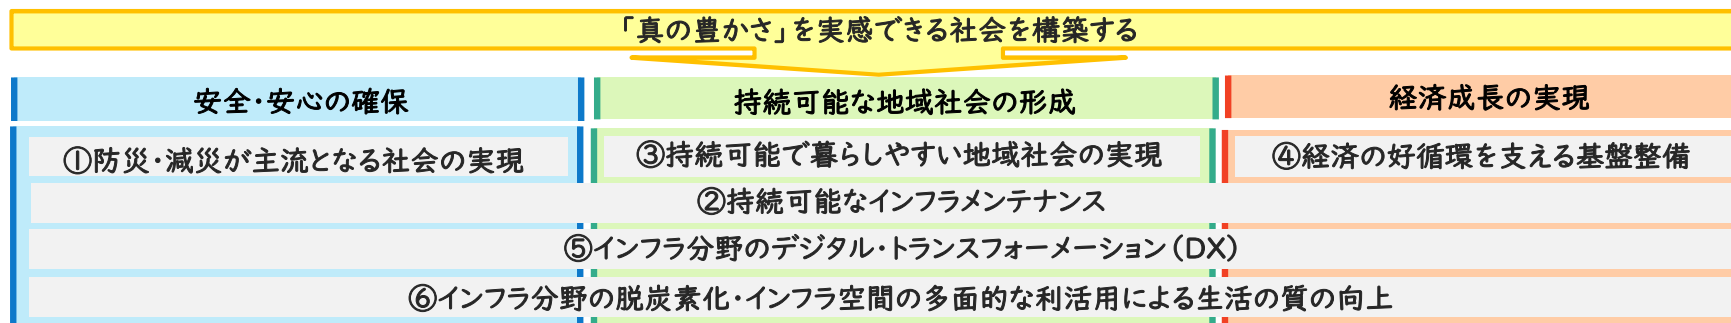 「真の豊かさ」を実感できる社会を構築する
安全・安心の確保
持続可能な地域社会の形成
経済成長の実現
①防災・減災が主流となる社会の実現
③持続可能で暮らしやすい地域社会の実現
④経済の好循環を支える基盤整備
②持続可能なインフラメンテナンス
⑤インフラ分野のデジタル・トランスフォーメーション(DX)
⑥インフラ分野の脱炭素化・インフラ空間の多面的な利活用による生活の質の向上